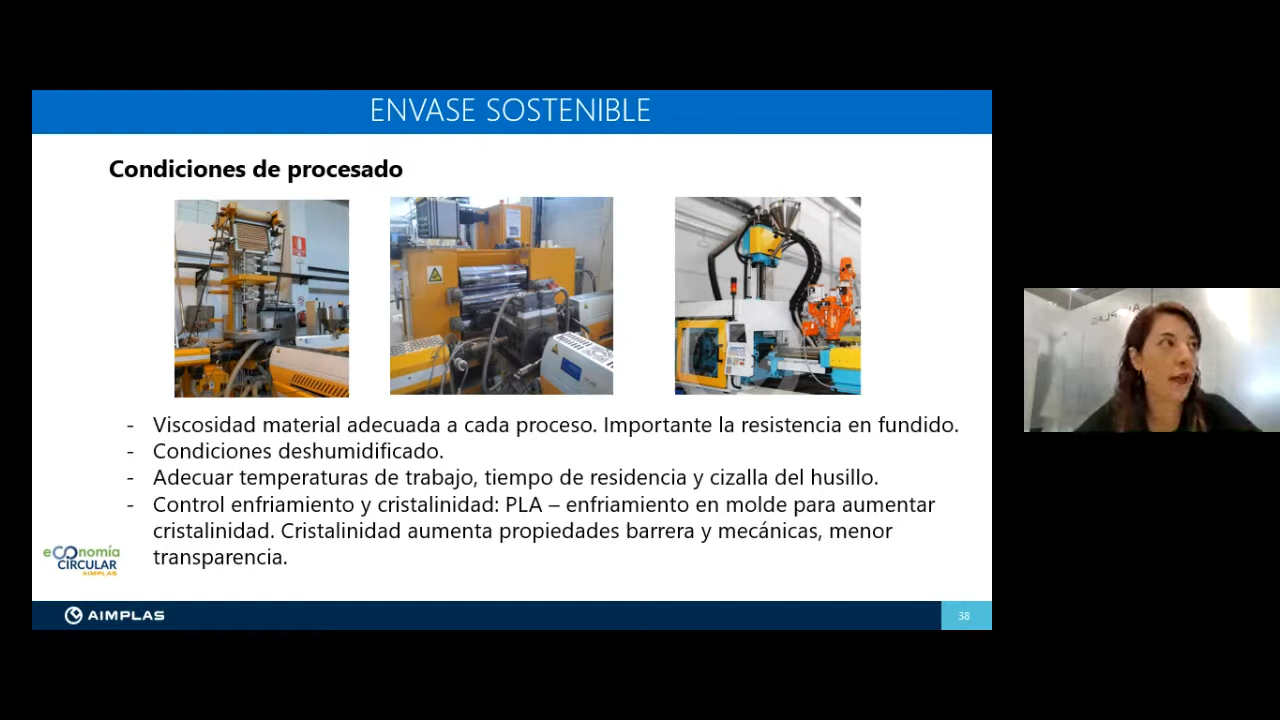 ENVASE SOSTENIBLE
Condiciones de procesado
- Viscosidad material adecuada a cada proceso. Importante la resistencia en fundido.
- Condiciones deshumidificado.
- Adecuar temperaturas de trabajo, tiempo de residencia y cizalla del husillo.
- Control enfriamiento y cristalinidad: PLA – enfriamiento en molde para aumentar
cristalinidad. Cristalinidad aumenta propiedades barrera y mecánicas, menor
transparencia.
eCOnomía
CIRCULAR
AIMPLAS
AIMPLAS
38